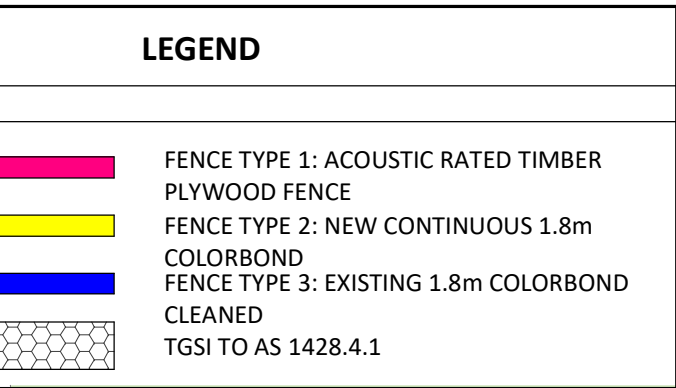 LEGEND
FENCE TYPE 1: ACOUSTIC RATED TIMBER
PLYWOOD FENCE
FENCE TYPE 2: NEW CONTINUOUS 1.8m
COLORBOND
FENCE TYPE 3: EXISTING 1.8m COLORBOND
CLEANED
TGSI TO AS 1428.4.1